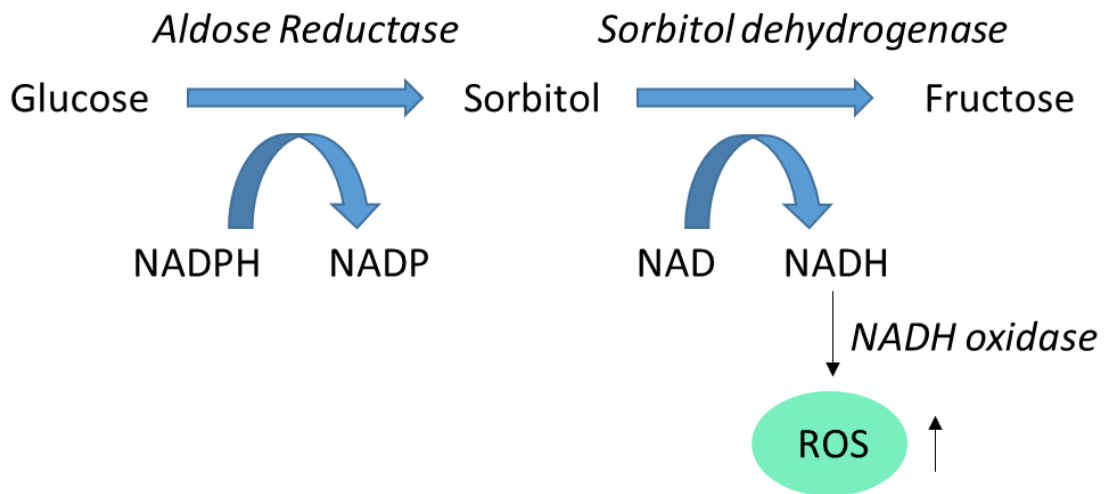 Aldose Reductase Sorbitol dehydrogenase
Glucose Sorbitol Fructose
NADPH NADP NAD NADH
NADH oxidase
ROS